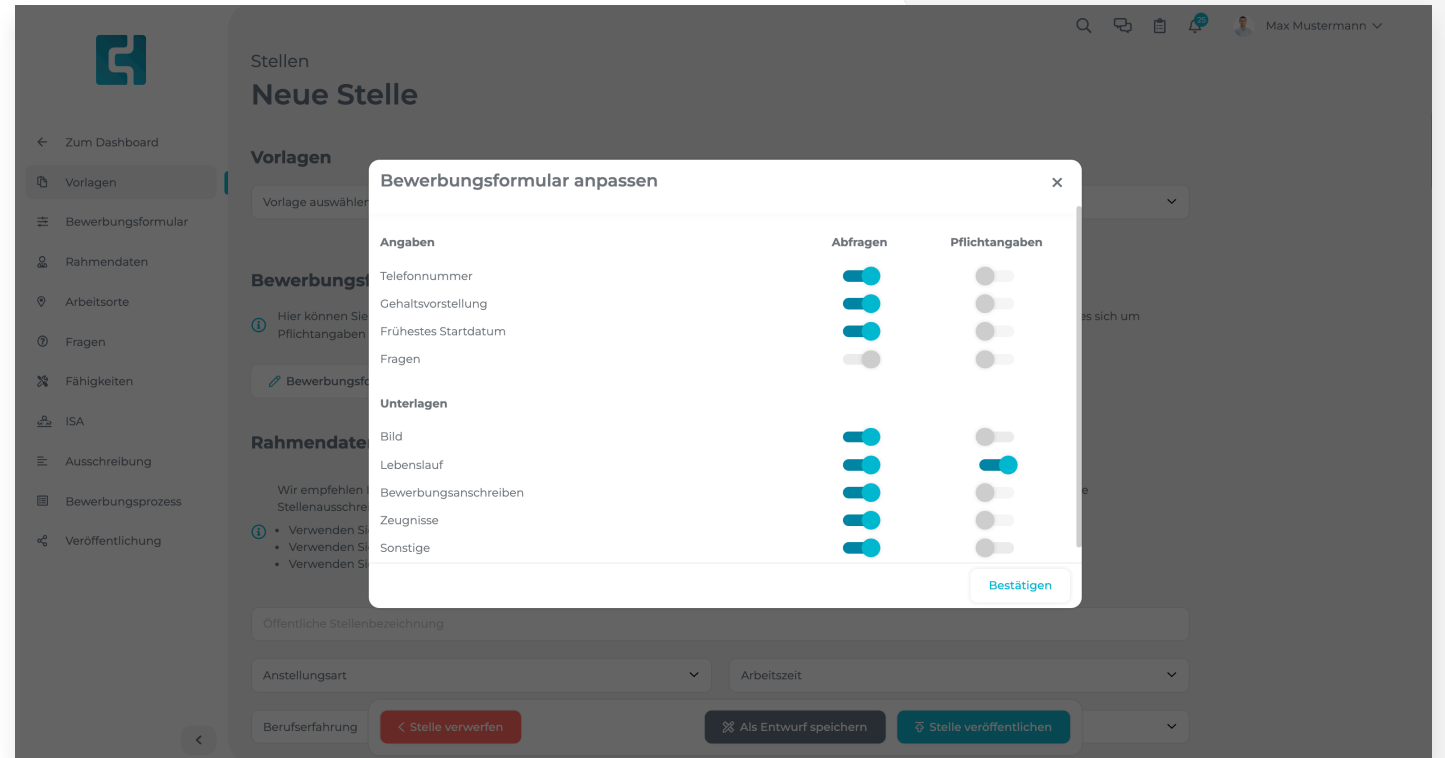 25
Max Mustermann
Stellen
Neue Stelle
Zum Dashboard
Vorlagen
Bewerbungsformular
Rahmendaten
Arbeitsorte
Fragen
Fähigkeiten
ISA
Ausschreibung
Bewerbungsprozess
Veröffentlichung
Vorlagen
Vorlage auswählen
Bewerbungsformular anpassen
Angaben Abfragen Pflichtangaben
Telefonnummer
Gehaltsvorstellung
Frühestes Startdatum
Fragen
Unterlagen
Bild
Lebenslauf
Bewerbungsanschreiben
Zeugnisse
Sonstige
Bestätigen
Bewerbungsf
Hier können Sie es sich um
Pflichtangaben
Bewerbungsfo
Rahmendate
Wir empfehlen
Stellenausschre
Verwenden Si
Verwenden Si
Verwenden Si
Öffentliche Stellenbezeichnung
Anstellungsart Arbeitszeit
Berufserfahrung
Stelle verwerfen Als Entwurf speichern Stelle veröffentlichen